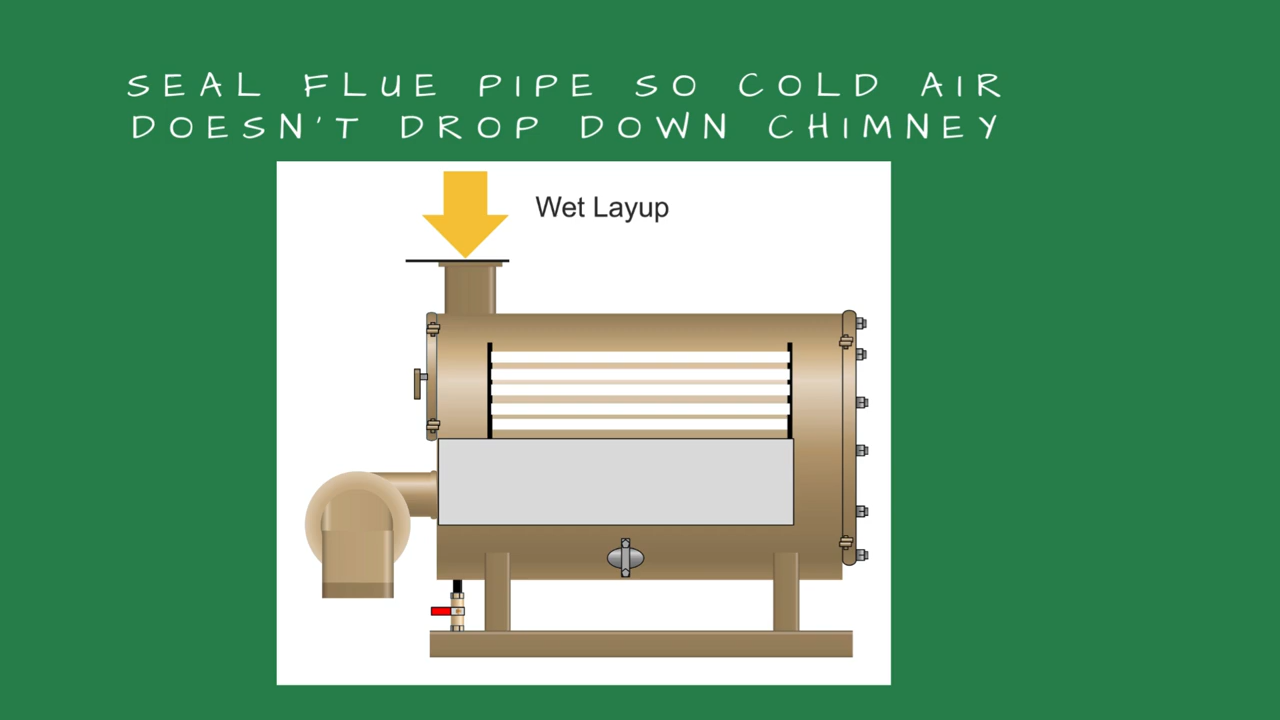 SEAL FLUE PIPE SO COLD AIR
DOESN'T DROP DOWN CHIMNEY
Wet Layup